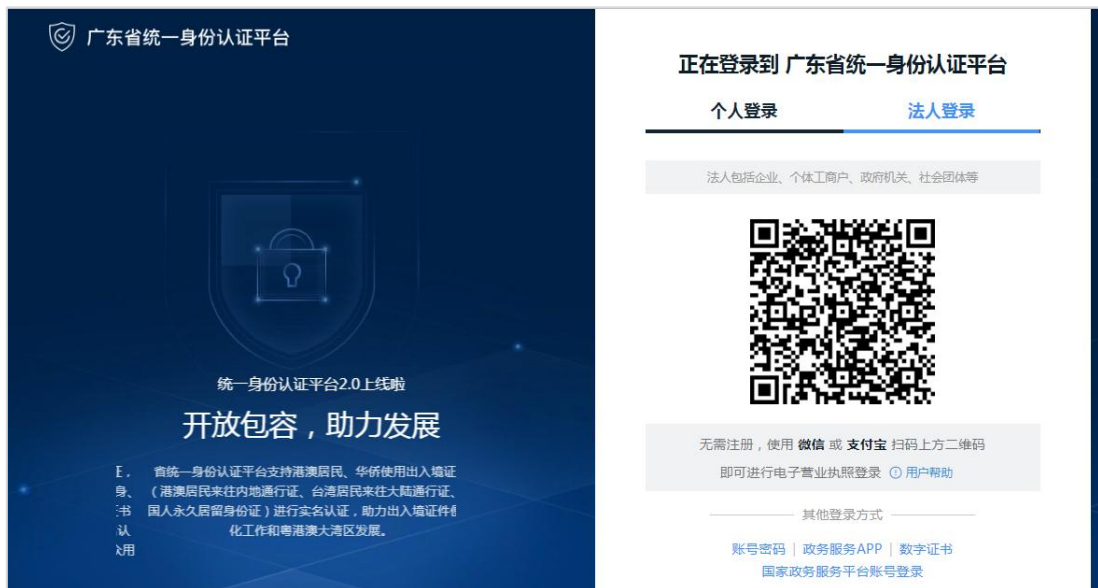 广东省统一身份认证平台
统一身份认证平台2.0上线啦
开放包容，助力发展
省统一身份认证平台支持港澳居民、华侨使用出入境证
（港澳居民来往内地通行证、台湾居民来往大陆通行证、
国人永久居留身份证）进行实名认证，助力出入境证件便
化工作和粤港澳大湾区发展。
正在登录到 广东省统一身份认证平台
个人登录 法人登录
法人包括企业、个体工商户、政府机关、社会团体等
无需注册，使用 微信 或 支付宝 扫码上方二维码
即可进行电子营业执照登录 用户帮助
其他登录方式
账号密码 | 政务服务APP | 数字证书
国家政务服务平台账号登录